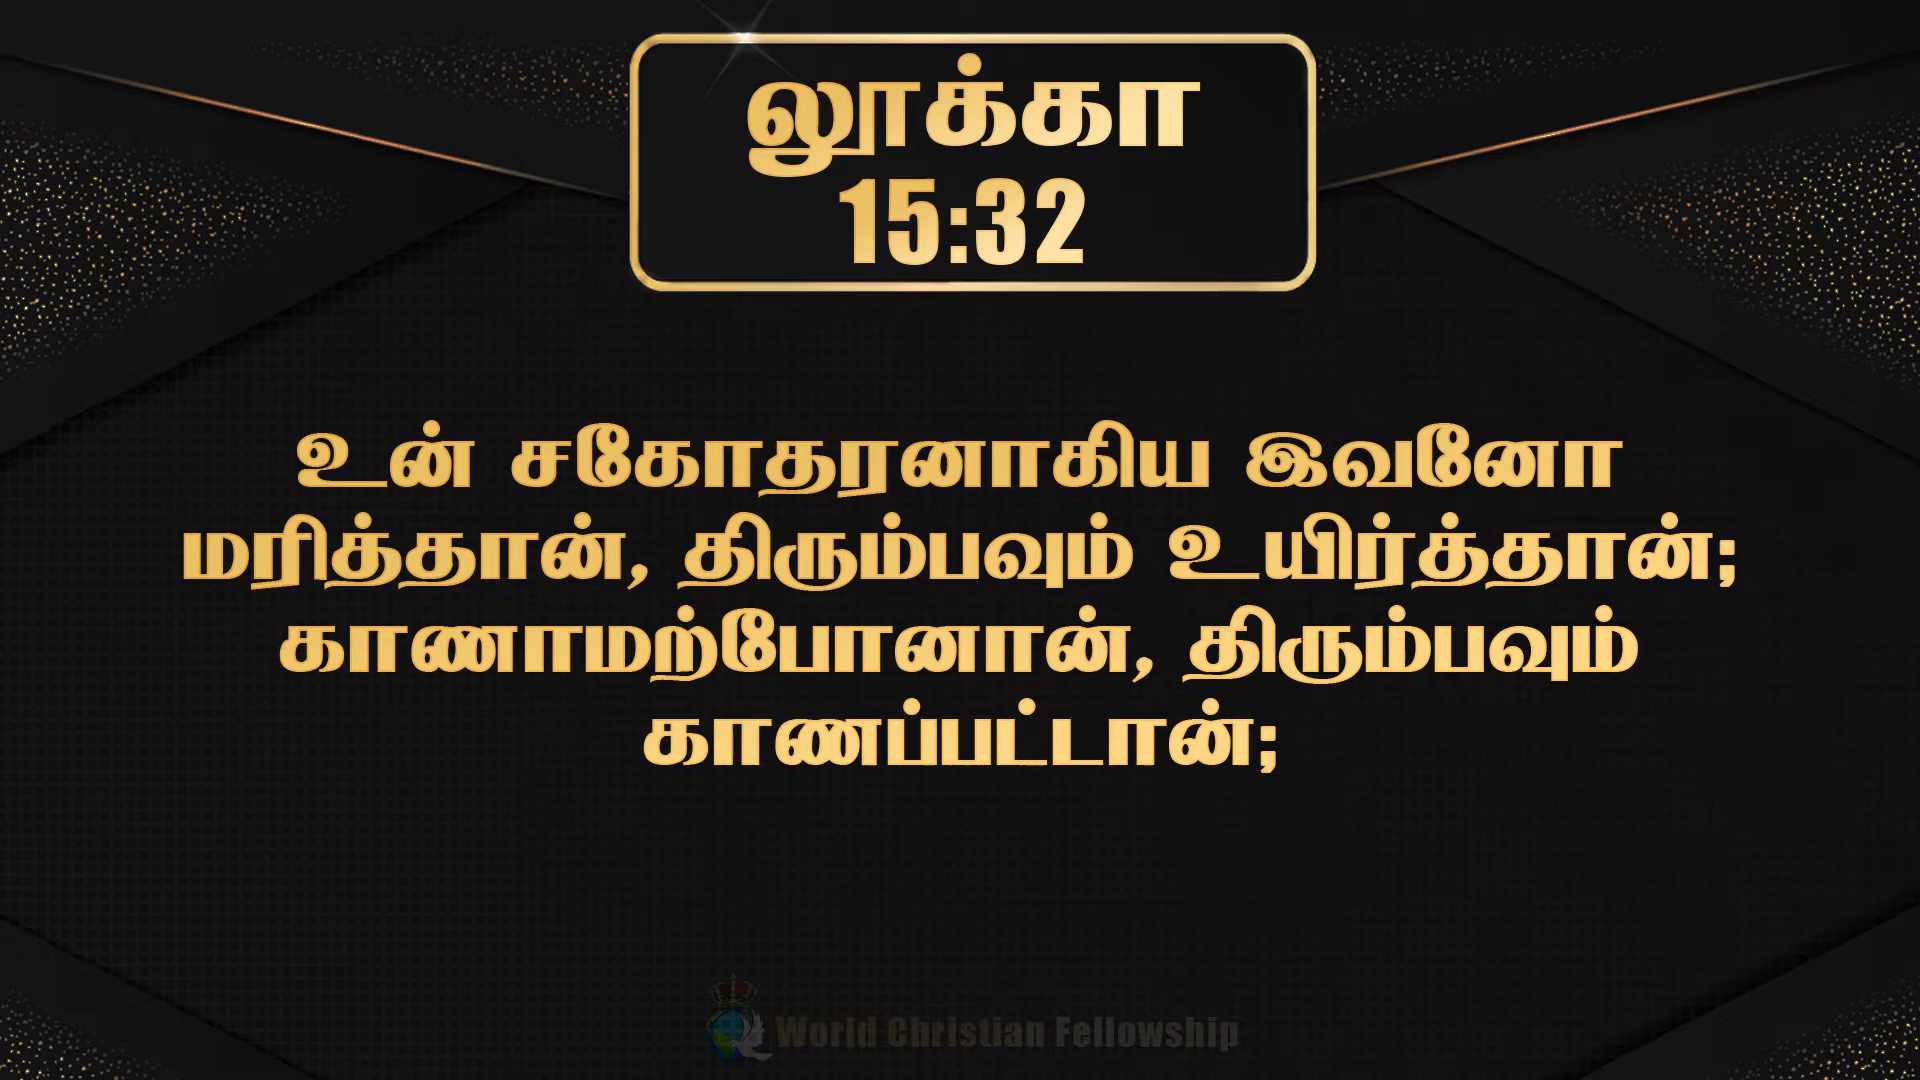 லூக்கா
15:32
உன் சகோதரனாகிய இவனோ
மரித்தான், திரும்பவும் உயிர்த்தான்;
காணாமற்போனான், திரும்பவும்
காணப்பட்டான்;
World Christian Fellowship